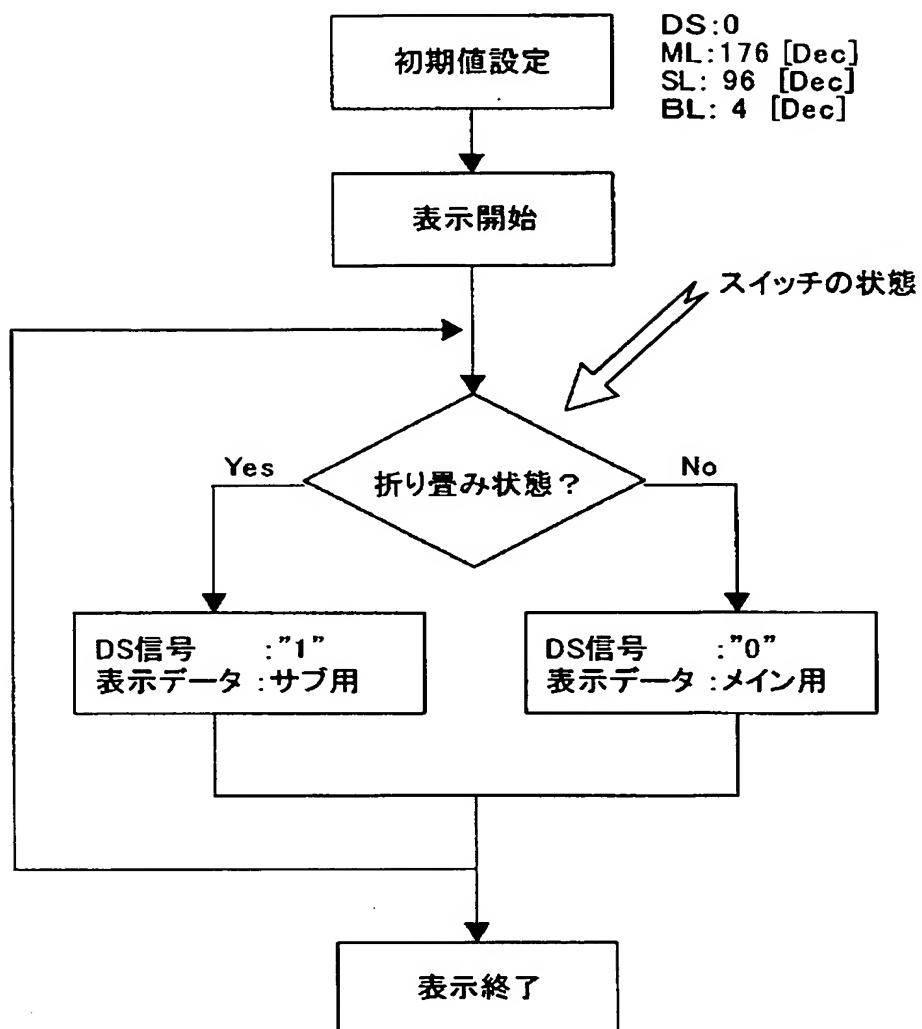 初期値設定
DS:0
ML:176 [Dec]
SL: 96 [Dec]
BL: 4 [Dec]
表示開始
スイッチの状態
折り畳み状態？
Yes
No
DS信号 :"1"
表示データ :サブ用
DS信号 :"0"
表示データ :メイン用
表示終了